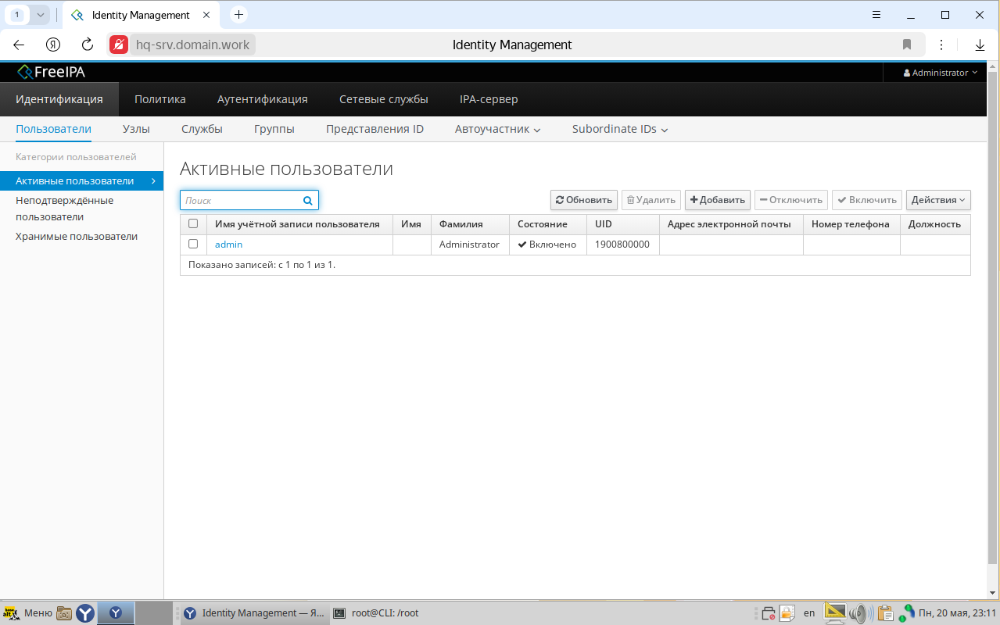 1
Identity Management
hq-srv.domain.work
Identity Management
FreeIPA
Administrator
Идентификация
Политика
Аутентификация
Сетевые службы
IPA-сервер
Пользователи
Узлы
Службы
Группы
Представления ID
Автоучастник
Subordinate IDs
Категории пользователей
Активные пользователи
Неподтверждённые
пользователи
Хранимые пользователи
Активные пользователи
Поиск
Обновить
Удалить
Добавить
Отключить
Включить
Действия
Имя учётной записи пользователя Имя Фамилия Состояние UID Адрес электронной почты Номер телефона Должность
admin Administrator Включено 1900800000
Показано записей: с 1 по 1 из 1.
Меню
Identity Management — Я...
root@CLI: /root
en
Пн, 20 мая, 23:11